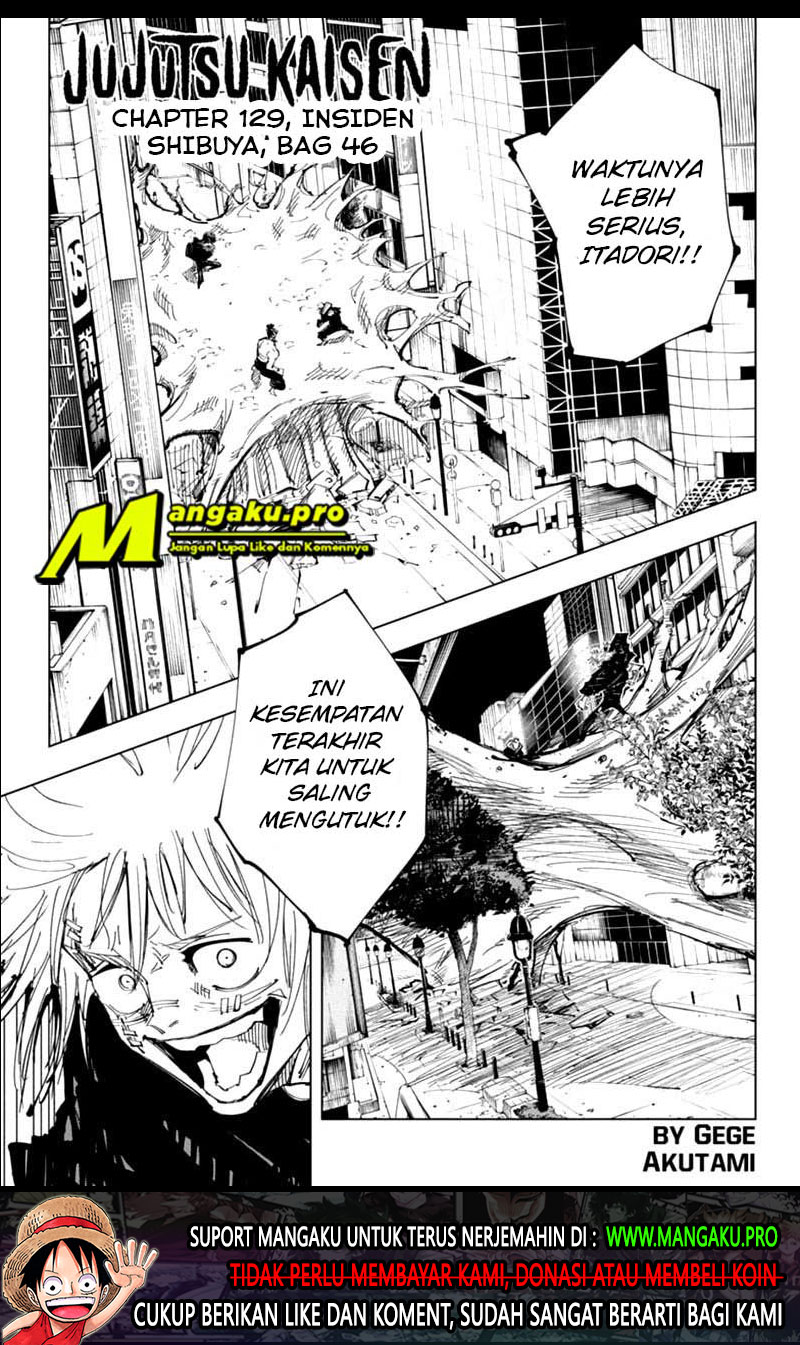 JUJUTSU KAISEN
CHAPTER 129, INSIDEN
SHIBUYA, BAG 46
WAKTUNYA
LEBIH
SERIUS,
ITADORI!!
Mangaku.pro
Jangan Lupa Like dan Komennya
INI
KESEMPATAN
TERAKHIR
KITA UNTUK
SALING
MENGUTUK!!
BY GEGE
AKUTAMI
SUPORT MANGAKU UNTUK TERUS NERJEMAHIN DI : WWW.MANGAKU.PRO
TIDAK PERLU MEMBAYAR KAMI, DONASI ATAU MEMBELI KOIN
CUKUP BERIKAN LIKE DAN KOMENT, SUDAH SANGAT BERARTI BAGI KAMI